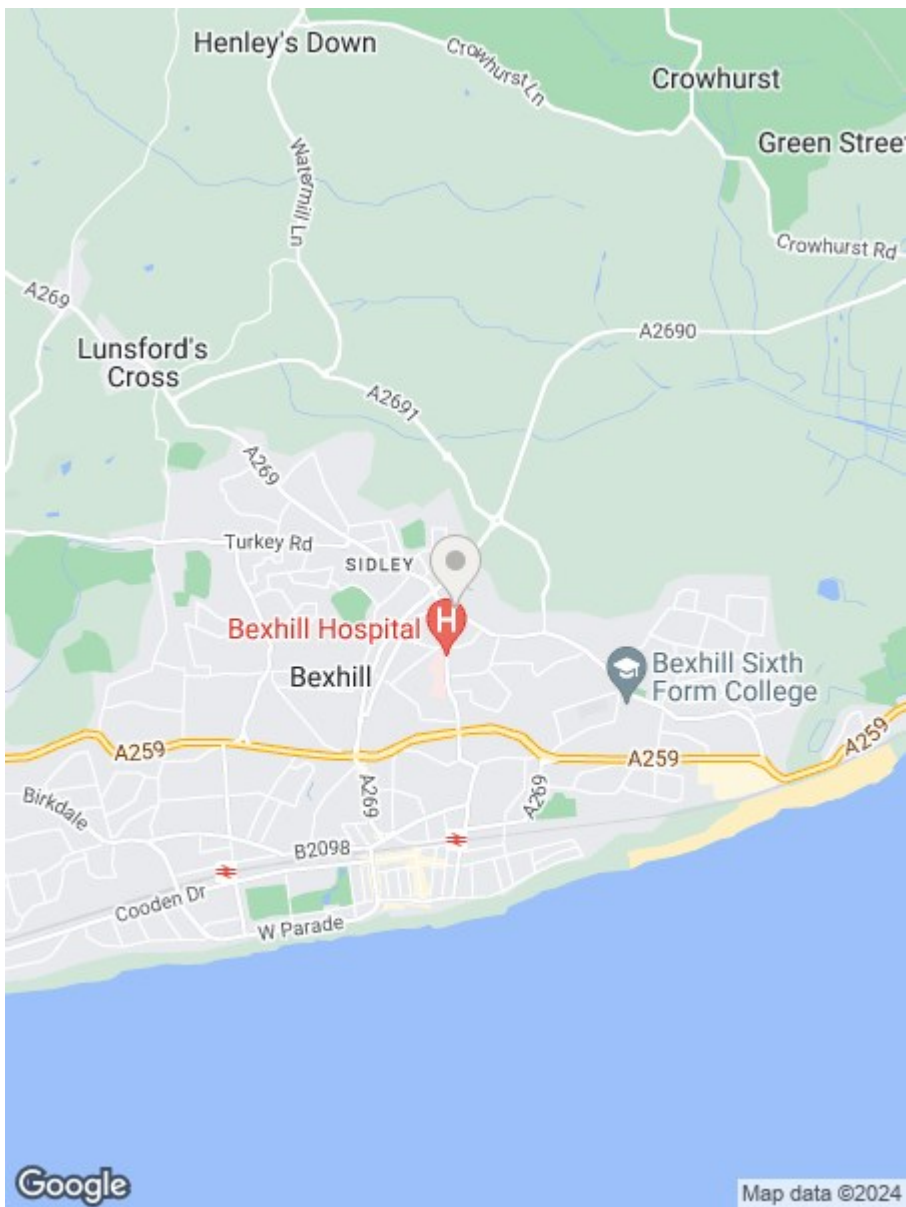 Henley's Down
Crowhurst Ln
Crowhurst
Green Street
Watermill Ln
Crowhurst Rd
A269
A2690
Lunsford's
Cross
A2691
A269
Turkey Rd
SIDLEY
H
Bexhill Hospital
Bexhill
Bexhill Sixth
Form College
A259
A259
A259
Birkdale
A269
A269
B2098
Cooden Dr
W Parade
Google
Map data ©2024